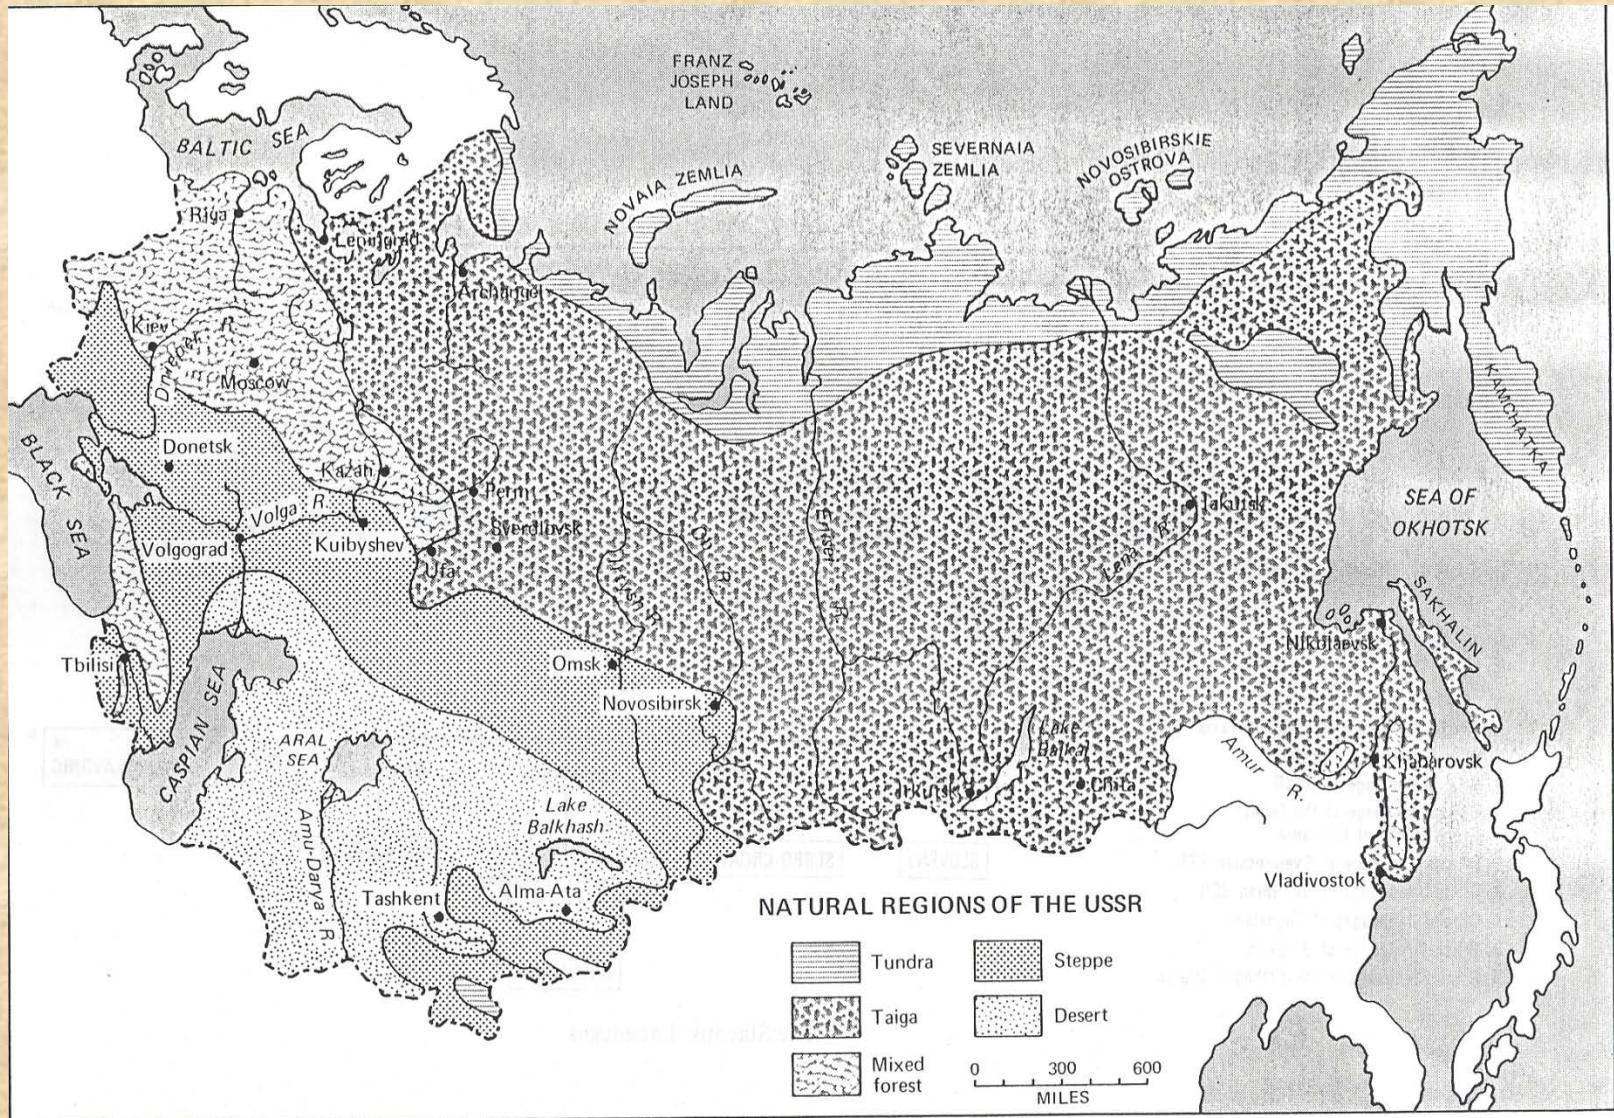 FRANZ
JOSEPH
LAND
BALTIC SEA
SEVERNAIA
ZEMLIA
NOVOSIBIRSKIE
OSTROVA
NOVAIA ZEMLIA
Riga
Leningrad
Archangel
Kiev
Dnieper R.
Moscow
KAMCHATKA
BLACK
SEA
Donetsk
Kazan
Perm
Volga R.
Volgograd
Kuibyshev
Sverdlovsk
Ufa
Irtish R.
Ob R.
Enisei R.
Lena R.
Jakutsk
SEA OF
OKHOTSK
SAKHALIN
Nikolaevsk
Tbilisi
CASPIAN SEA
Omsk
Novosibirsk
ARAL
SEA
Amu-Darya R.
Lake
Balkhash
Tashkent
Alma-Ata
Lake
Baikal
Irkutsk
Chita
Amur
R.
Khabarovsk
Vladivostok
NATURAL REGIONS OF THE USSR
Tundra
Steppe
Taiga
Desert
Mixed
forest
0 300 600
MILES